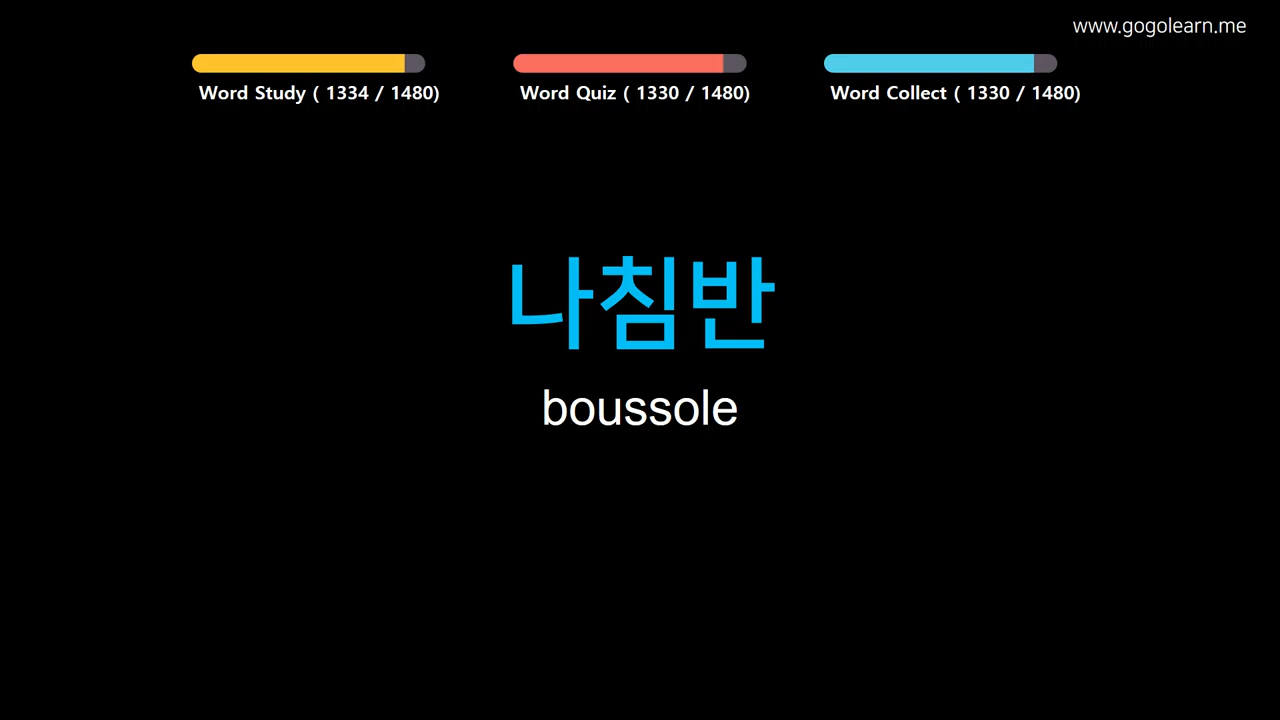 www.gogolearn.me
Word Study ( 1334 / 1480)
Word Quiz ( 1330 / 1480)
Word Collect ( 1330 / 1480)
나침반
boussole